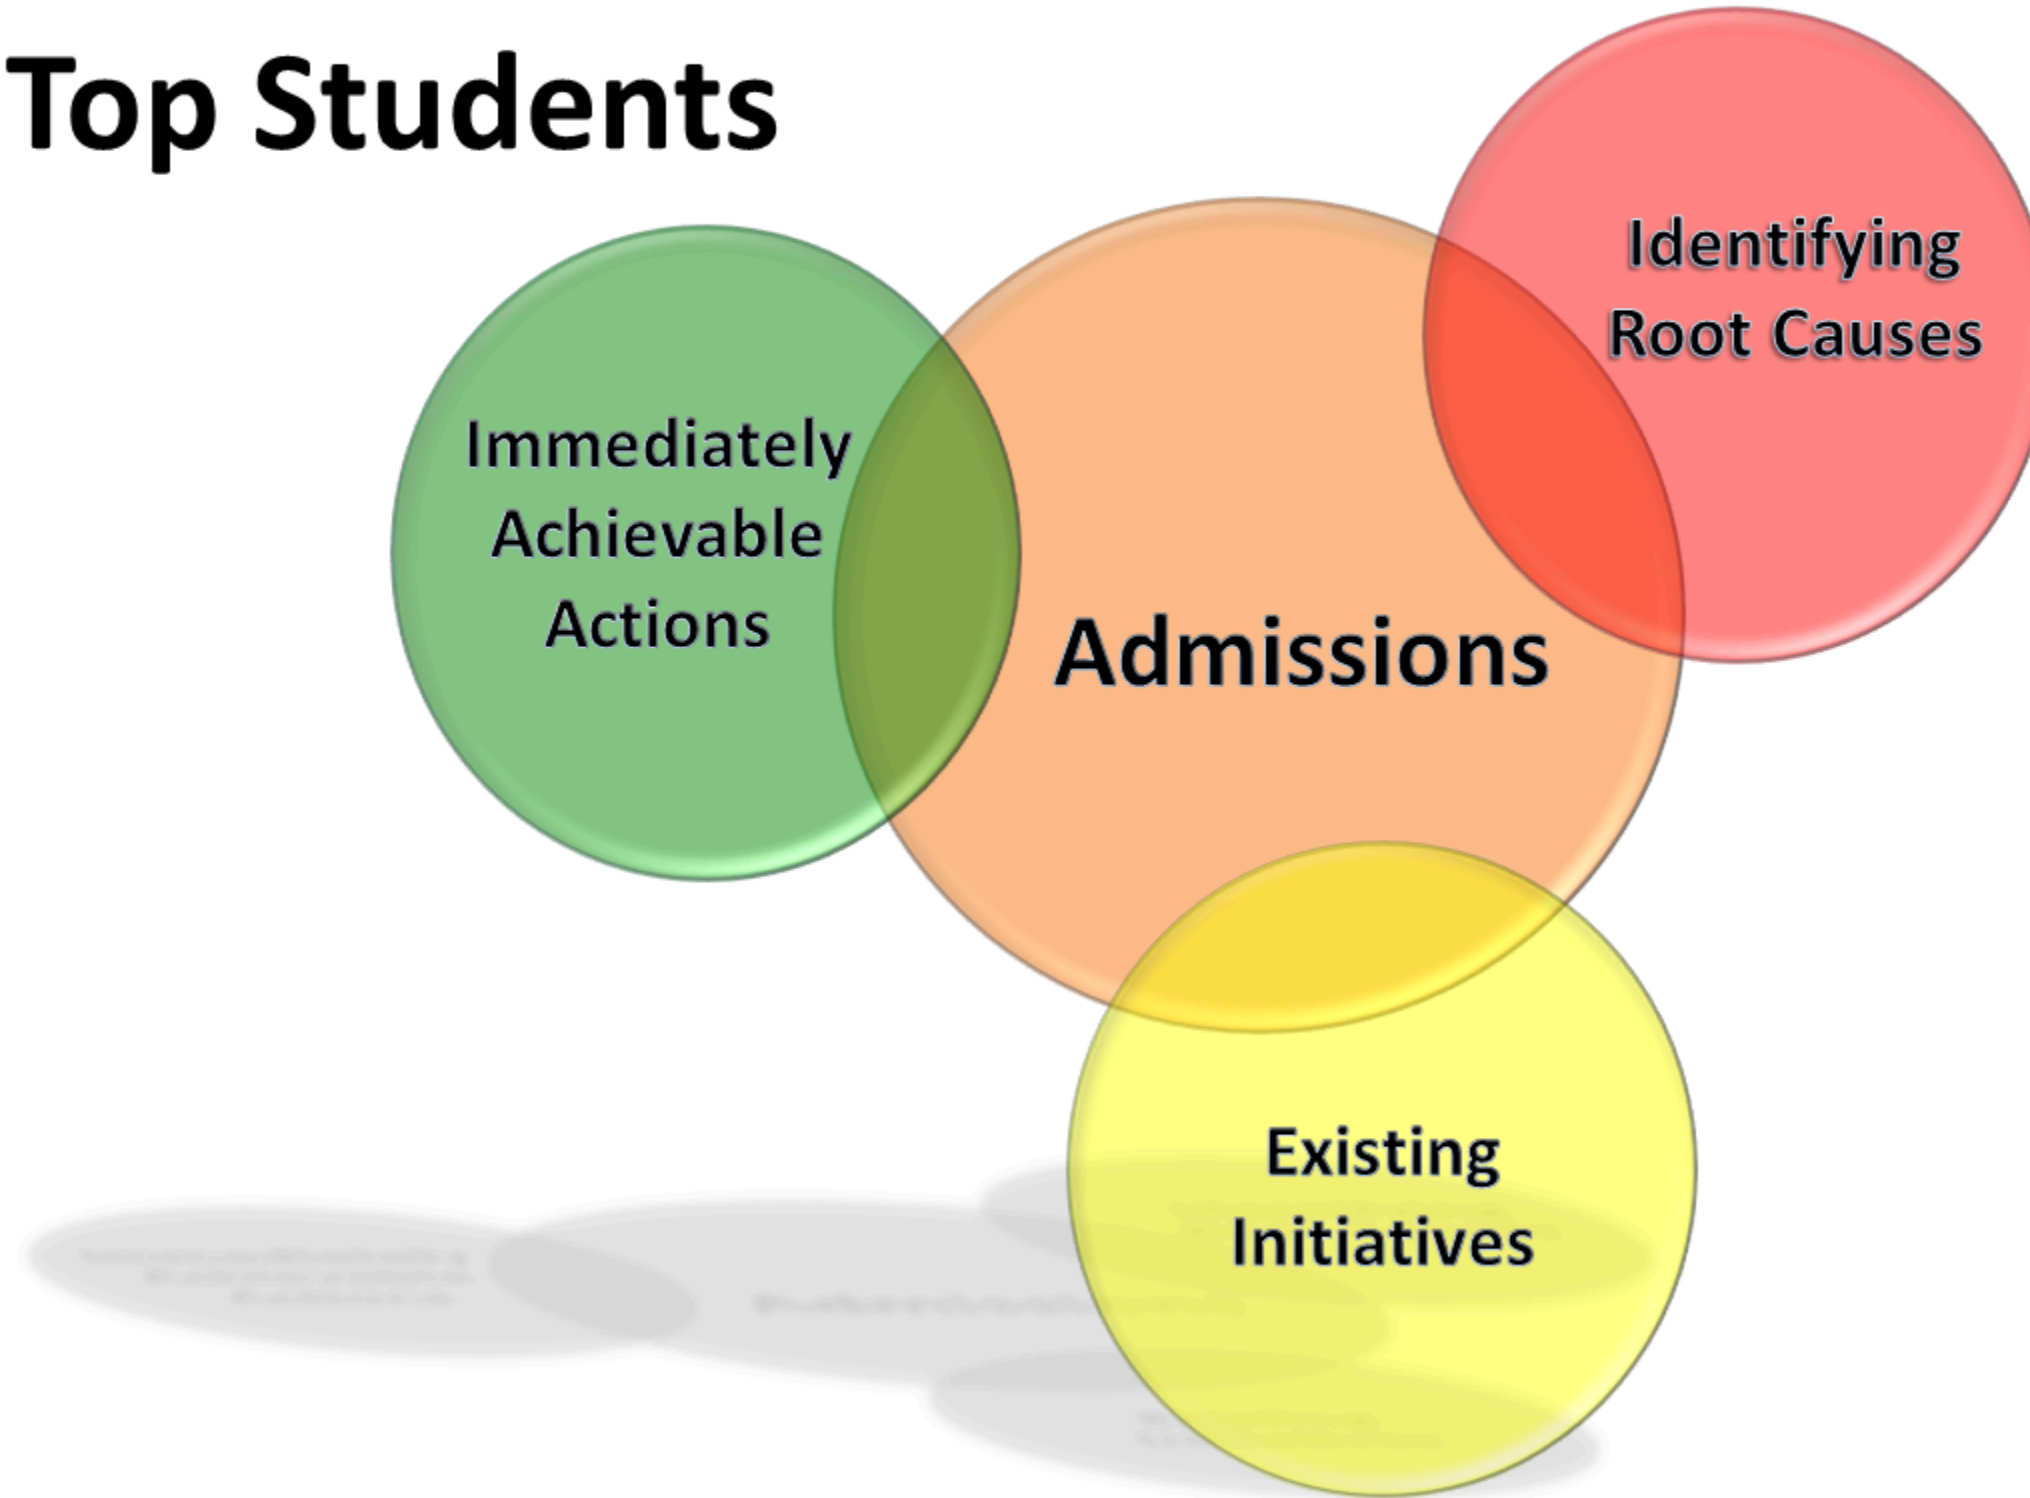 Top Students
Identifying
Root Causes
Immediately
Achievable
Actions
Admissions
Existing
Initiatives